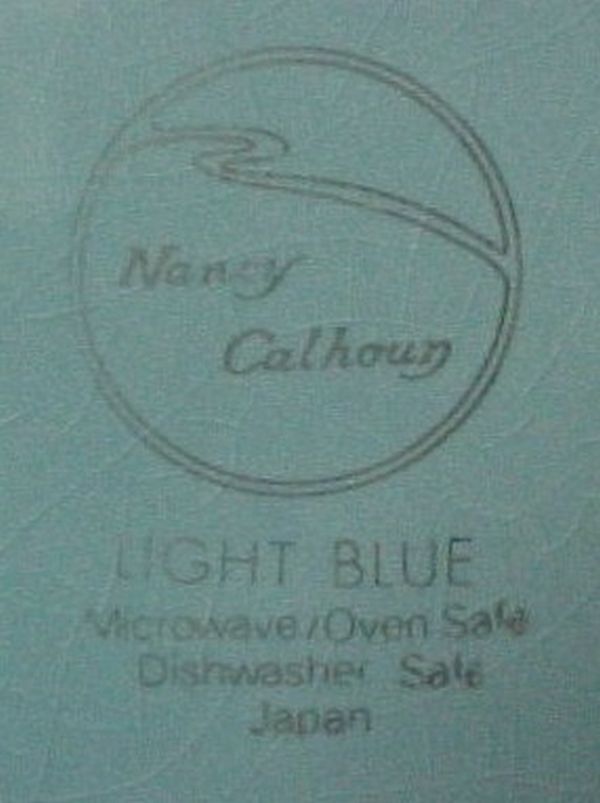 Nancy
Calhoun
LIGHT BLUE
Microwave/Oven Safe
Dishwasher Safe
Japan